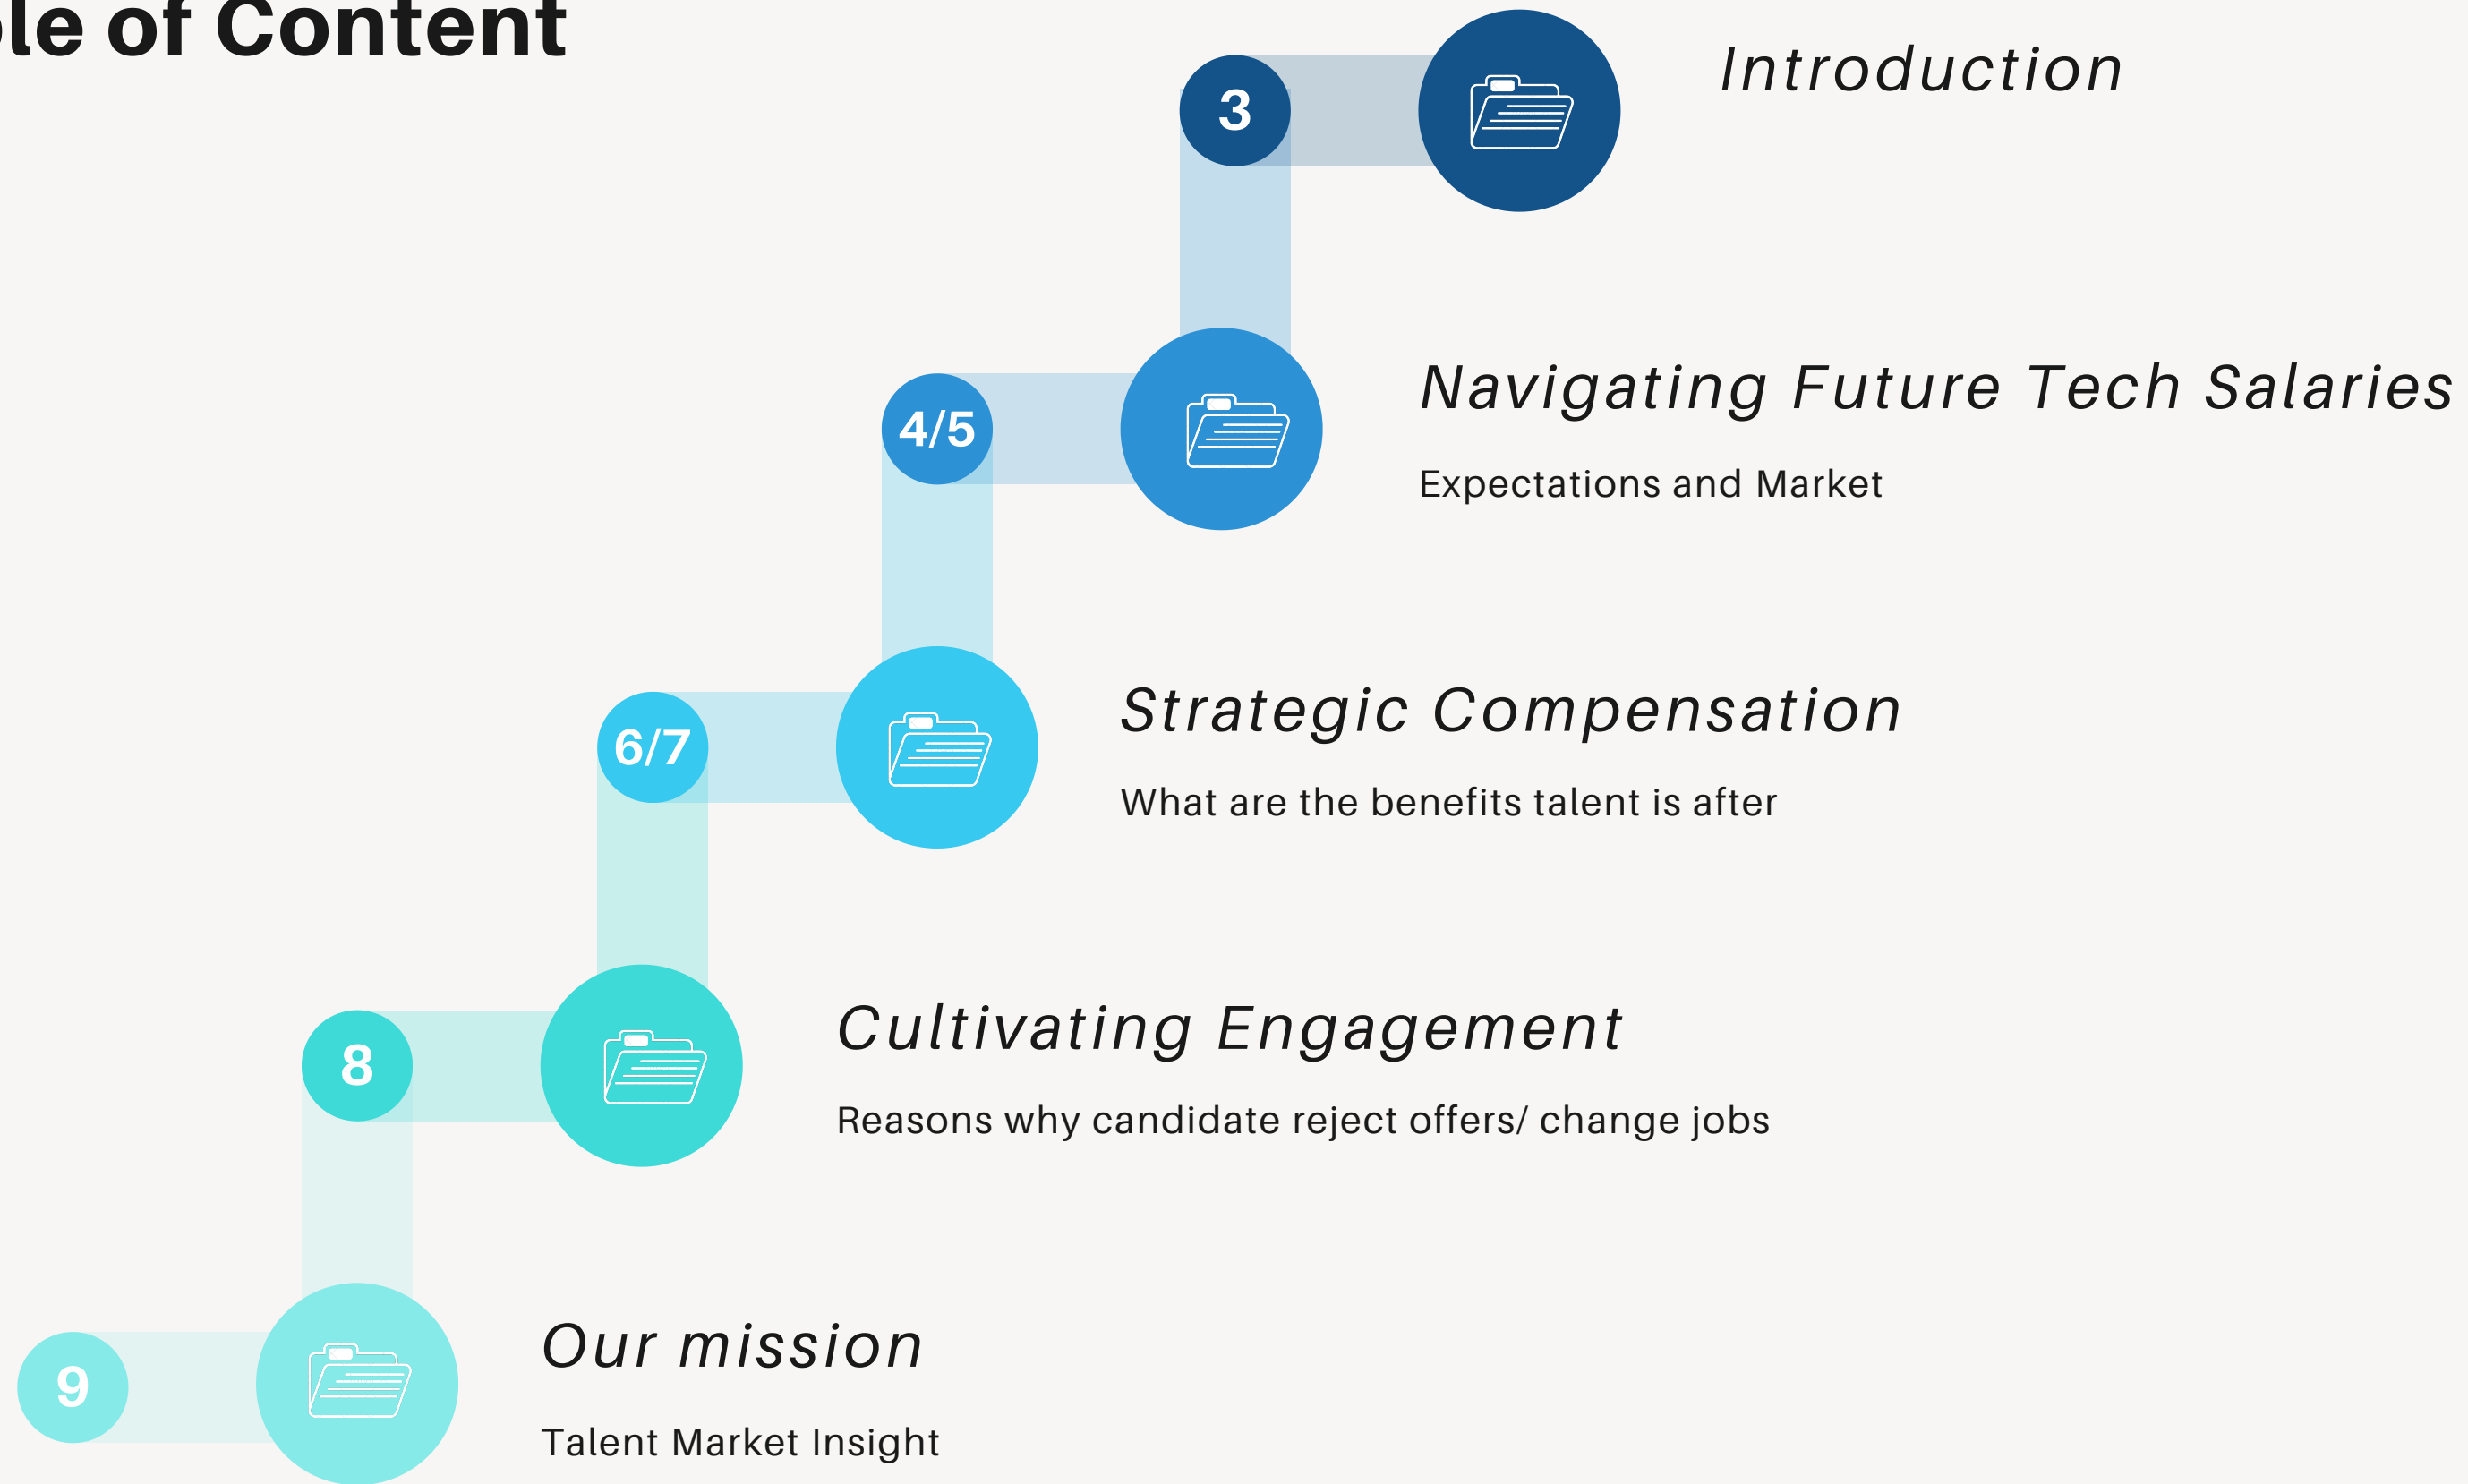 le of Content
3
Introduction
4/5
Navigating Future Tech Salaries
Expectations and Market
6/7
Strategic Compensation
What are the benefits talent is after
8
Cultivating Engagement
Reasons why candidate reject offers/ change jobs
9
Our mission
Talent Market Insight